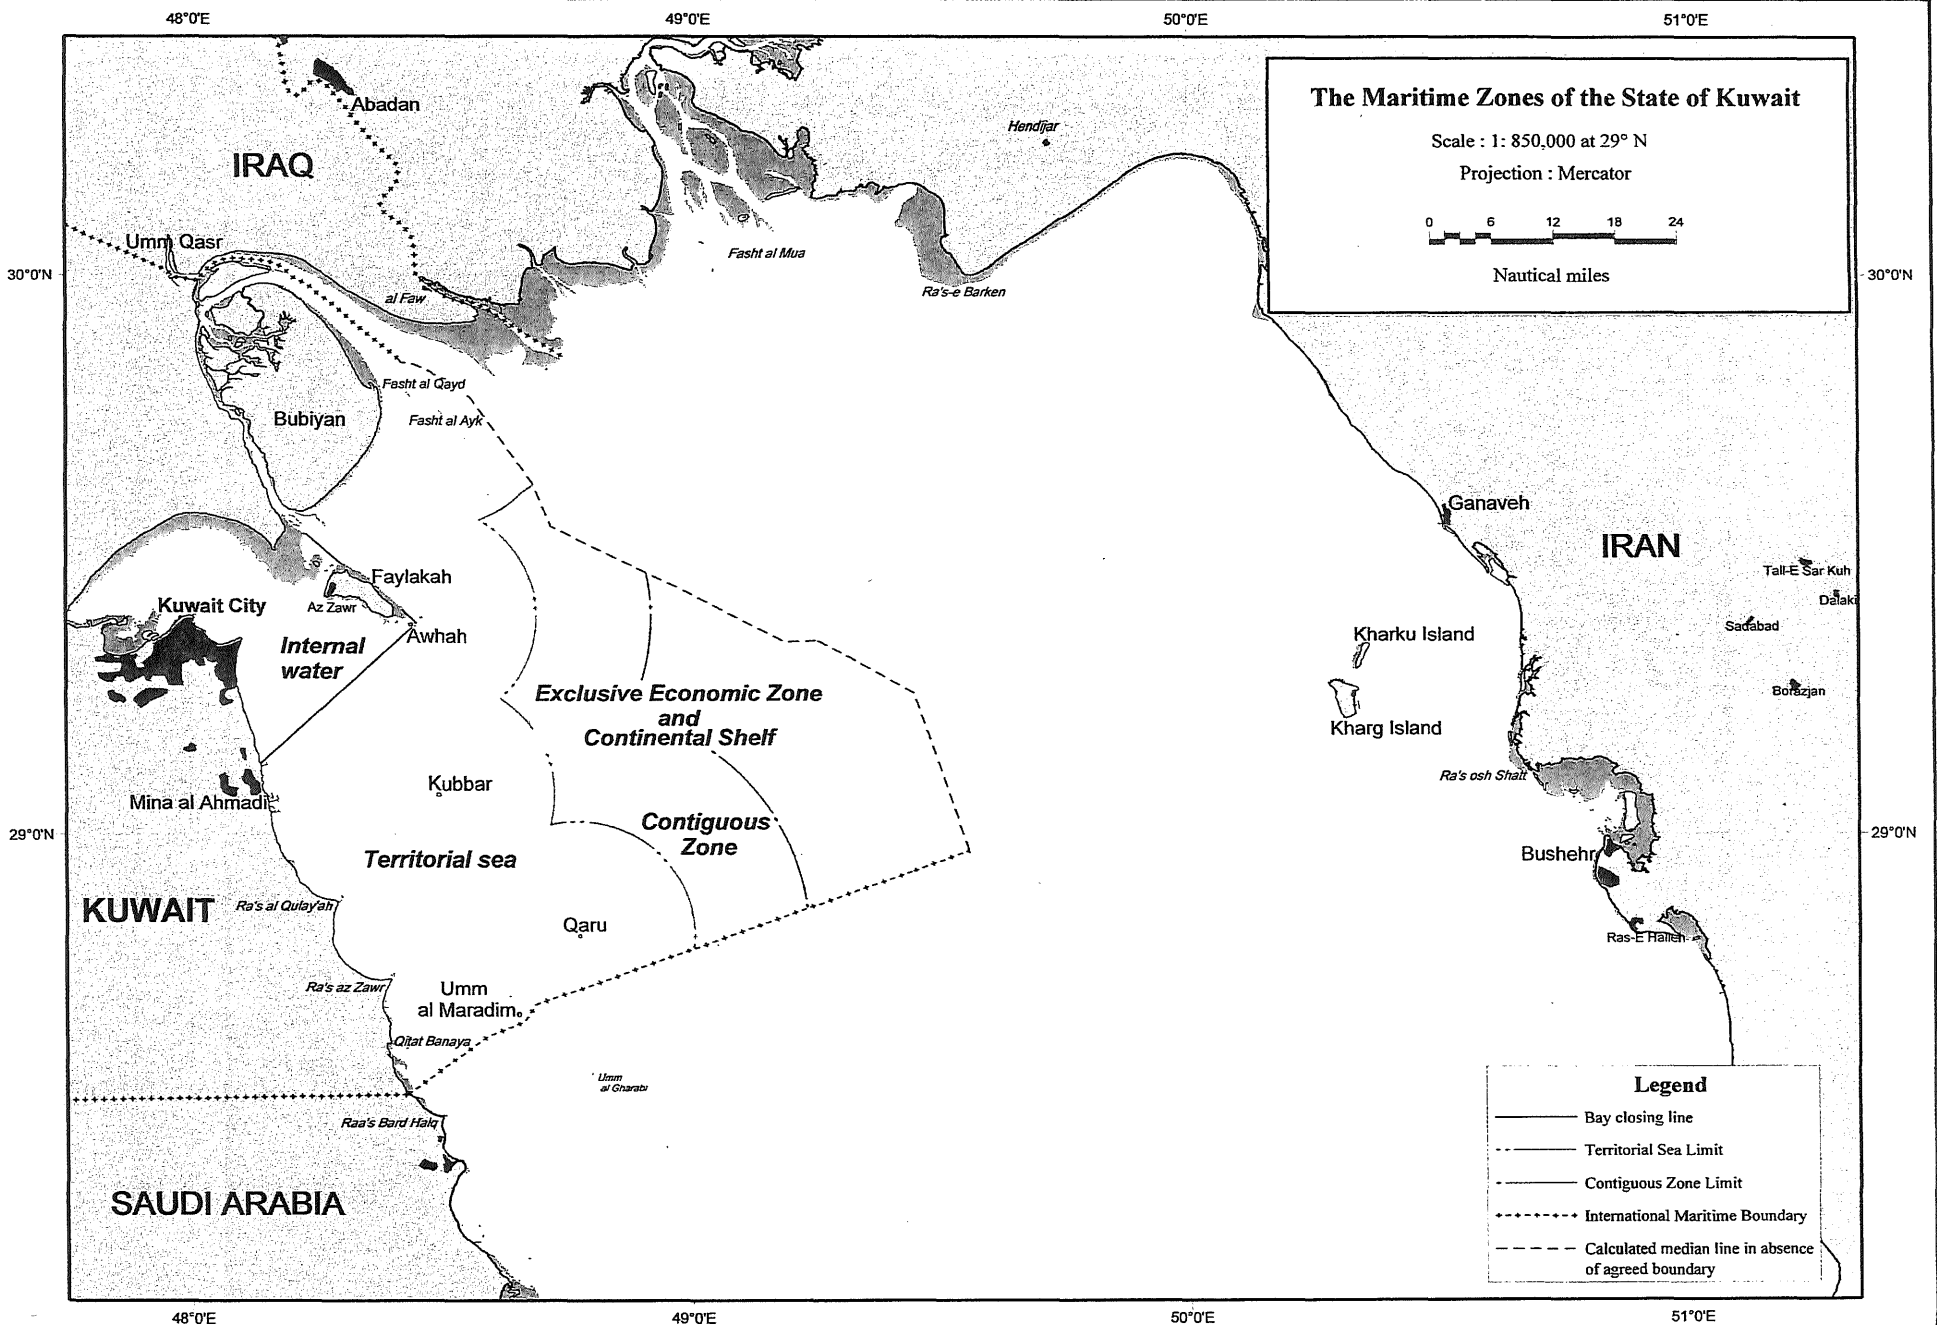 48°0'E
49°0'E
50°0'E
51°0'E
The Maritime Zones of the State of Kuwait
Scale : 1: 850,000 at 29° N
Projection : Mercator
0 6 12 18 24
Nautical miles
Abadan
IRAQ
Hendijar
Umm Qasr
Fasht al Mua
30°0'N
30°0'N
al Faw
Ra's-e Barken
Fasht al Qayd
Bubiyan
Fasht al Ayk
Ganaveh
IRAN
Tall-E Sar Kuh
Faylakah
Dalaki
Kuwait City
Az Zawr
Sadabad
Awhah
Kharku Island
Internal
water
Exclusive Economic Zone
and
Continental Shelf
Borazjan
Kharg Island
Ra's osh Shatt
Kubbar
Mina al Ahmadi
Contiguous
Zone
29°0'N
29°0'N
Territorial sea
Bushehr
KUWAIT
Ra's al Qulay'ah
Qaru
Ras-E Halileh
Ra's az Zawr
Umm
al Maradim
Qitat Banaya
Umm
al Gharabi
Raa's Bard Halq
SAUDI ARABIA
Legend
Bay closing line
Territorial Sea Limit
Contiguous Zone Limit
International Maritime Boundary
Calculated median line in absence
of agreed boundary
48°0'E
49°0'E
50°0'E
51°0'E